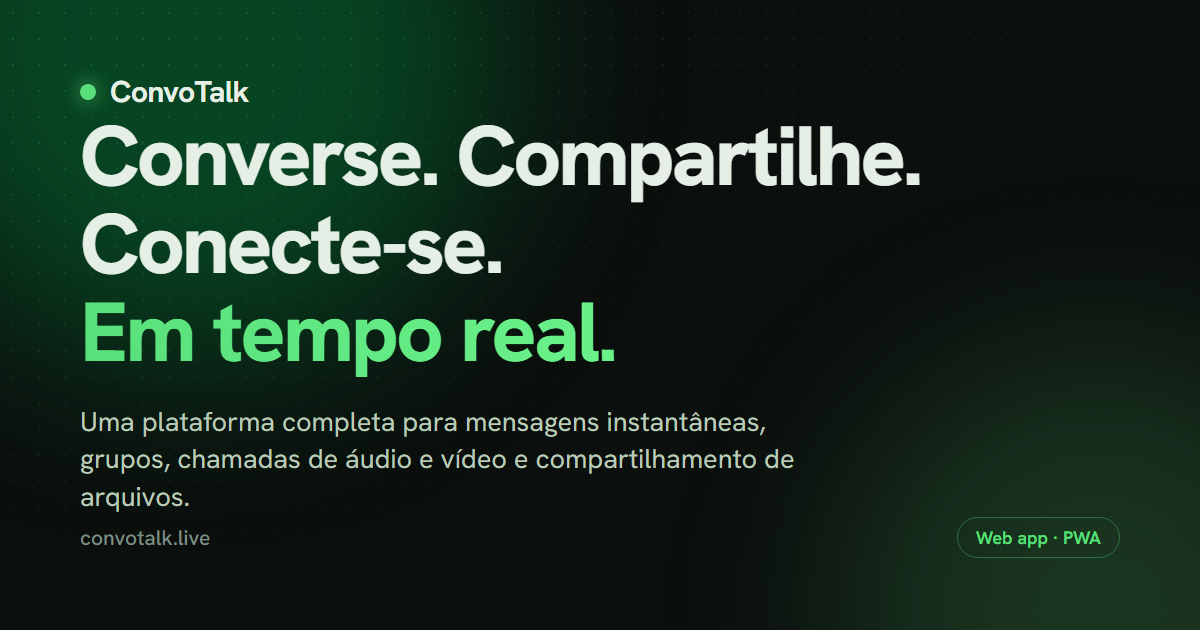 ConvoTalk
Converse. Compartilhe.
Conecte-se.
Em tempo real.
Uma plataforma completa para mensagens instantâneas,
grupos, chamadas de áudio e vídeo e compartilhamento de
arquivos.
convotalk.live
Web app · PWA